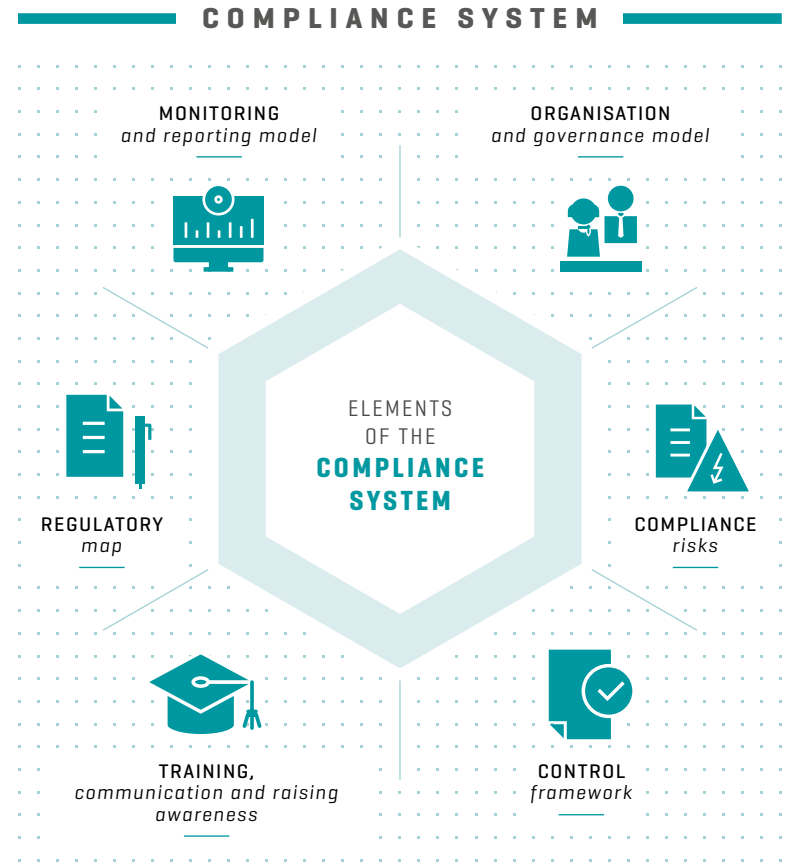 COMPLIANCE SYSTEM
MONITORING
and reporting model
ORGANISATION
and governance model
ELEMENTS
OF THE
COMPLIANCE
SYSTEM
REGULATORY
map
COMPLIANCE
risks
TRAINING,
communication and raising
awareness
CONTROL
framework